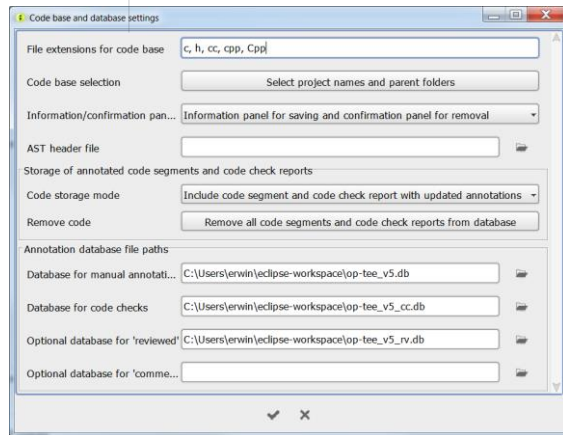 Code base and database settings
File extensions for code base
c, h, cc, cpp, Cpp
Code base selection
Select project names and parent folders
Information/confirmation pan...
Information panel for saving and confirmation panel for removal
AST header file
Storage of annotated code segments and code check reports
Code storage mode
Include code segment and code check report with updated annotations
Remove code
Remove all code segments and code check reports from database
Annotation database file paths
Database for manual annotati...
C:\Users\erwin\eclipse-workspace\op-tee_v5.db
Database for code checks
C:\Users\erwin\eclipse-workspace\op-tee_v5_cc.db
Optional database for 'reviewed'
C:\Users\erwin\eclipse-workspace\op-tee_v5_rv.db
Optional database for 'comme...